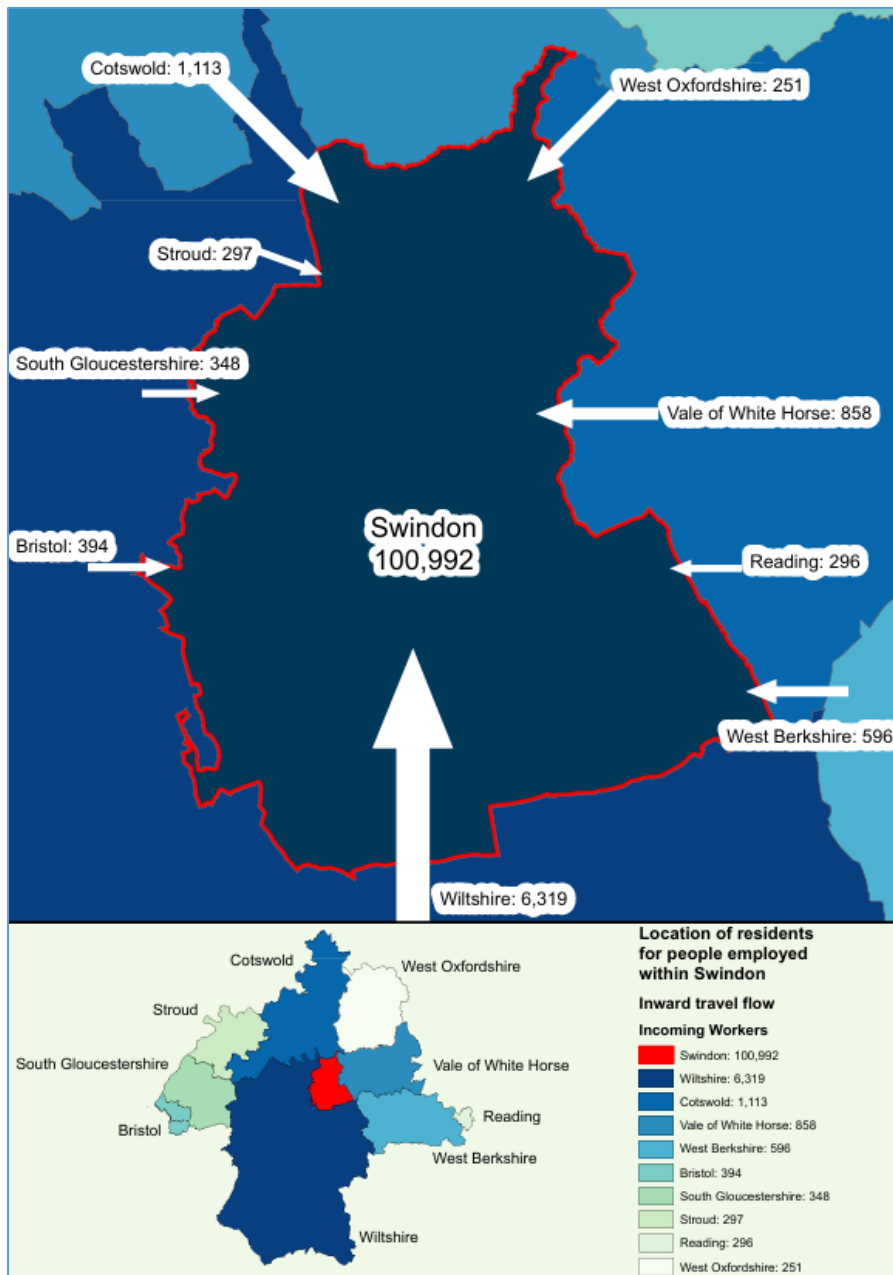 Cotswold: 1,113
West Oxfordshire: 251
Stroud: 297
South Gloucestershire: 348
Vale of White Horse: 858
Swindon
100,992
Bristol: 394
Reading: 296
West Berkshire: 596
Wiltshire: 6,319
Cotswold
West Oxfordshire
Stroud
South Gloucestershire
Vale of White Horse
Bristol
Reading
West Berkshire
Wiltshire
Location of residents
for people employed
within Swindon
Inward travel flow
Incoming Workers
Swindon: 100,992
Wiltshire: 6,319
Cotswold: 1,113
Vale of White Horse: 858
West Berkshire: 596
Bristol: 394
South Gloucestershire: 348
Stroud: 297
Reading: 296
West Oxfordshire: 251